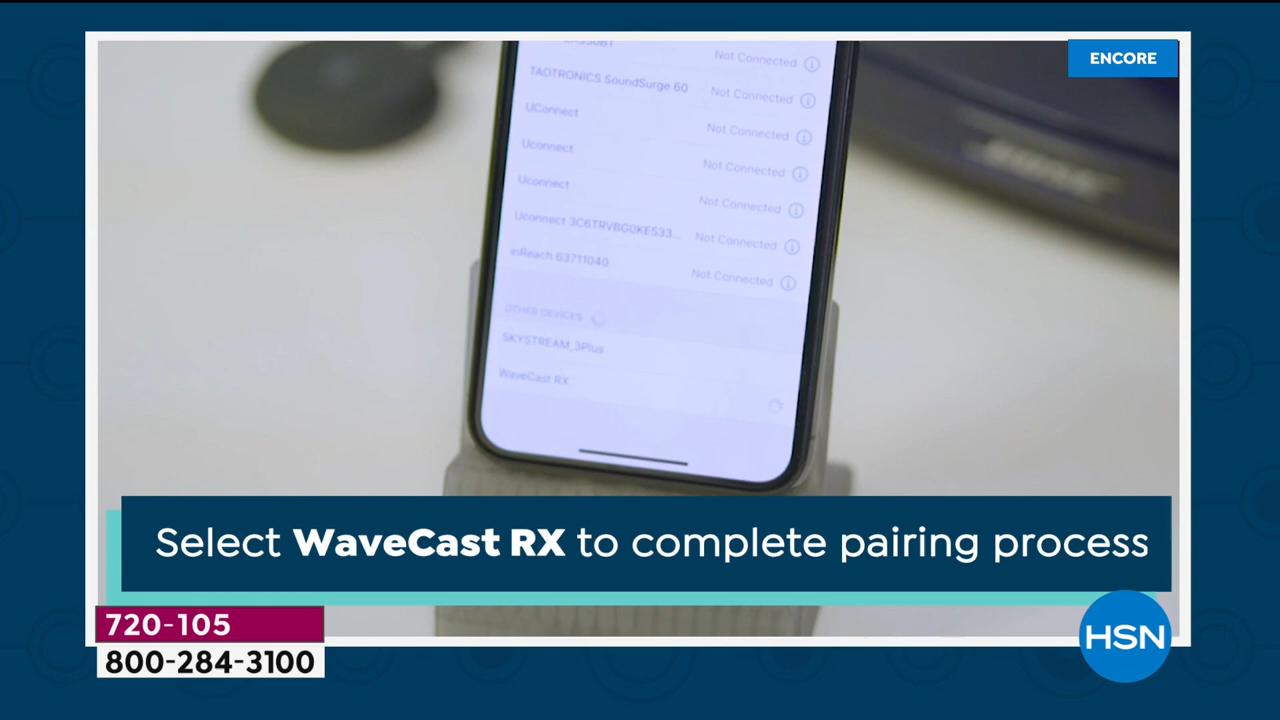 ENCORE
Not Connected
TAOTRONICS SoundSurge 60 Not Connected
UConnect Not Connected
Uconnect Not Connected
Uconnect Not Connected
Uconnect 3C6TRVBG0KE533... Not Connected
inReach 63711040 Not Connected
OTHER DEVICES
SKYSTREAM_3Plus
WaveCast RX
Select WaveCast RX to complete pairing process
720-105
800-284-3100
HSN